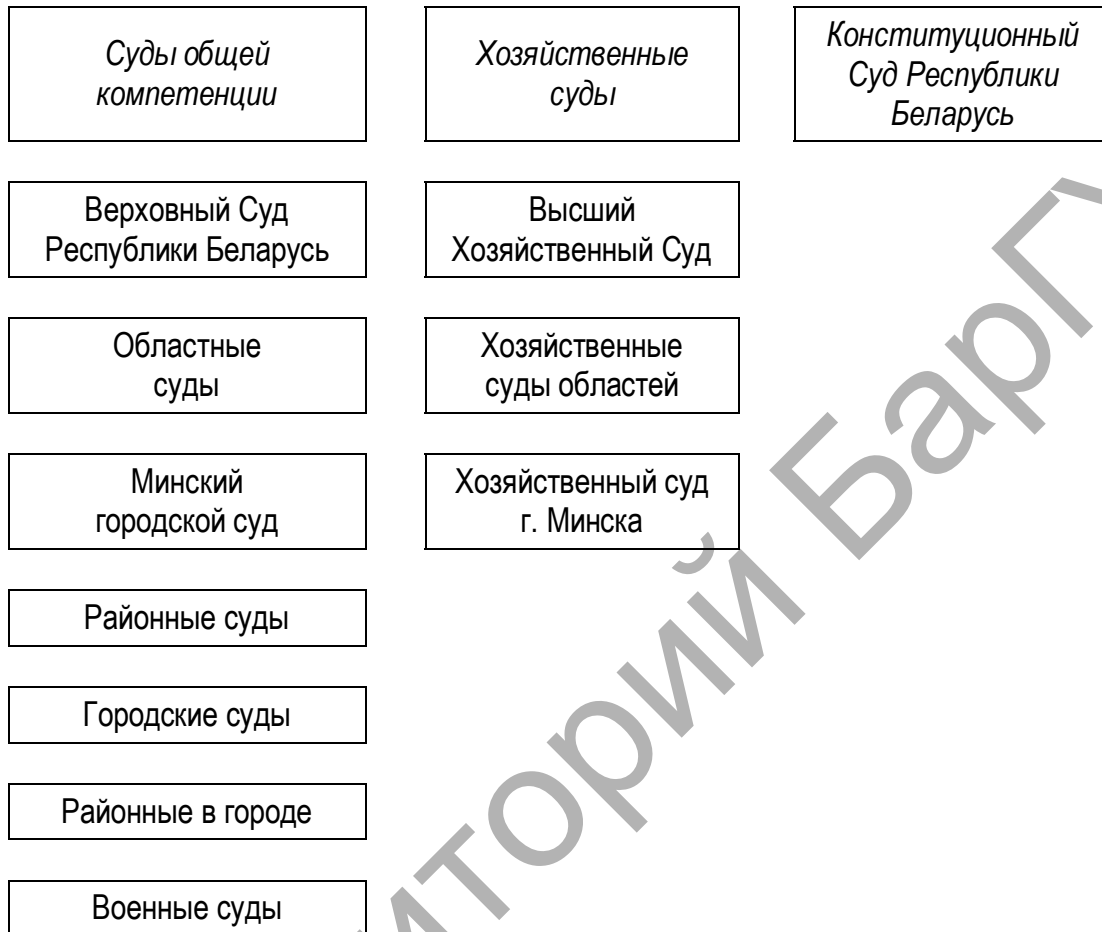 Суды общей
компетенции
Хозяйственные
суды
Конституционный
Суд Республики
Беларусь
Верховный Суд
Республики Беларусь
Высший
Хозяйственный Суд
Областные
суды
Хозяйственные
суды областей
Минский
городской суд
Хозяйственный суд
г. Минска
Районные суды
Городские суды
Районные в городе
Военные суды